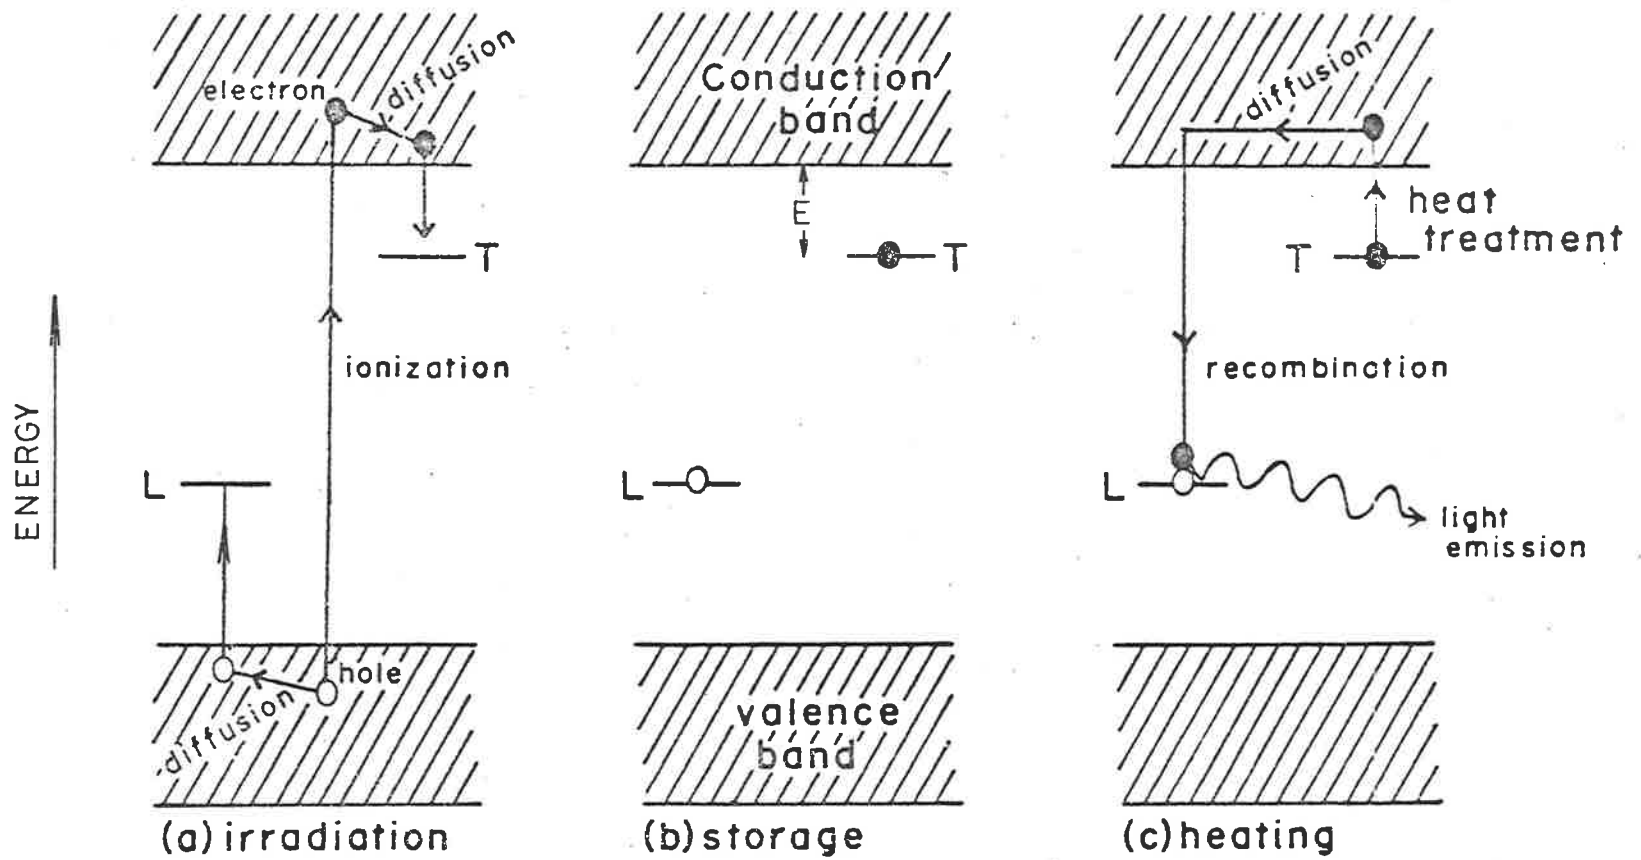 electron
diffusion
T
ionization
ENERGY
L
hole
diffusion
(a) irradiation
Conduction
band
E
T
L
valence
band
(b) storage
diffusion
heat
treatment
T
recombination
L
light
emission
(c) heating